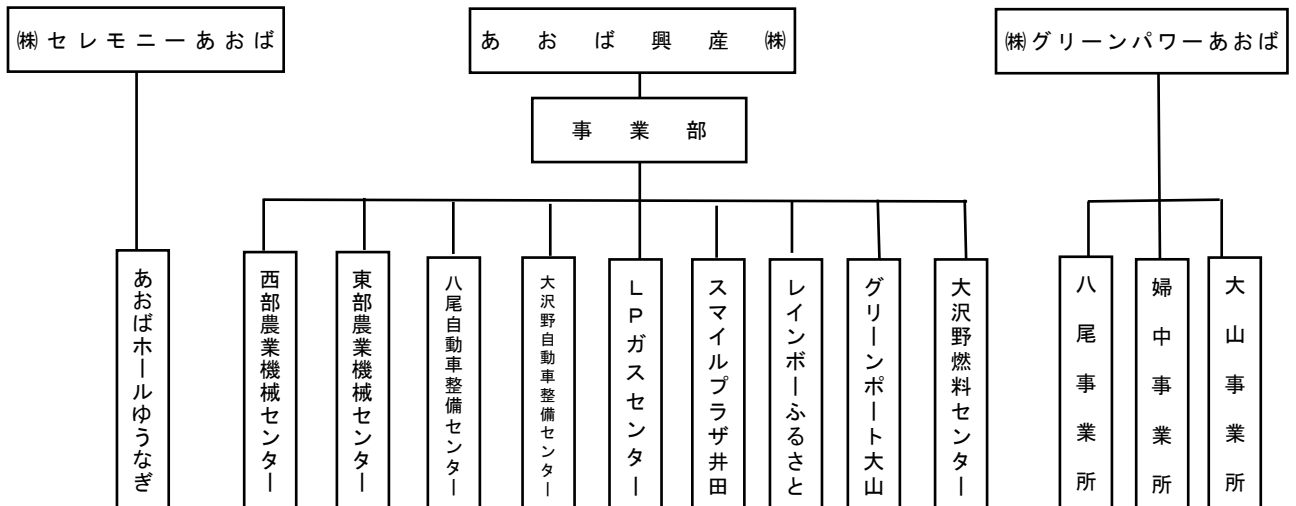 ㈱セレモニーあおば
あおば興産㈱
㈱グリーンパワーあおば
事業部
あおばホールゆうなぎ
西部農業機械センター
東部農業機械センター
八尾自動車整備センター
大沢野自動車整備センター
LPガスセンター
スマイルプラザ井田
レインボーふるさと
グリーンポート大山
大沢野燃料センター
八尾事業所
婦中事業所
大山事業所